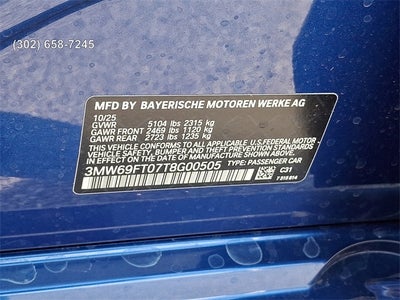 (302) 658-7245
MFD BY BAYERISCHE MOTOREN WERKE AG
10/25
GVWR 5104 lbs 2315 kg
GAWR FRONT 2469 lbs 1120 kg
GAWR REAR 2723 lbs 1235 kg
THIS VEHICLE CONFORMS TO ALL APPLICABLE U.S. FEDERAL MOTOR
VEHICLE SAFETY, BUMPER, AND THEFT PREVENTION STANDARDS
IN EFFECT ON THE DATE OF MANUFACTURE SHOWN ABOVE.
3MW69FT07T8G00505 TYPE: PASSENGER CAR
C31